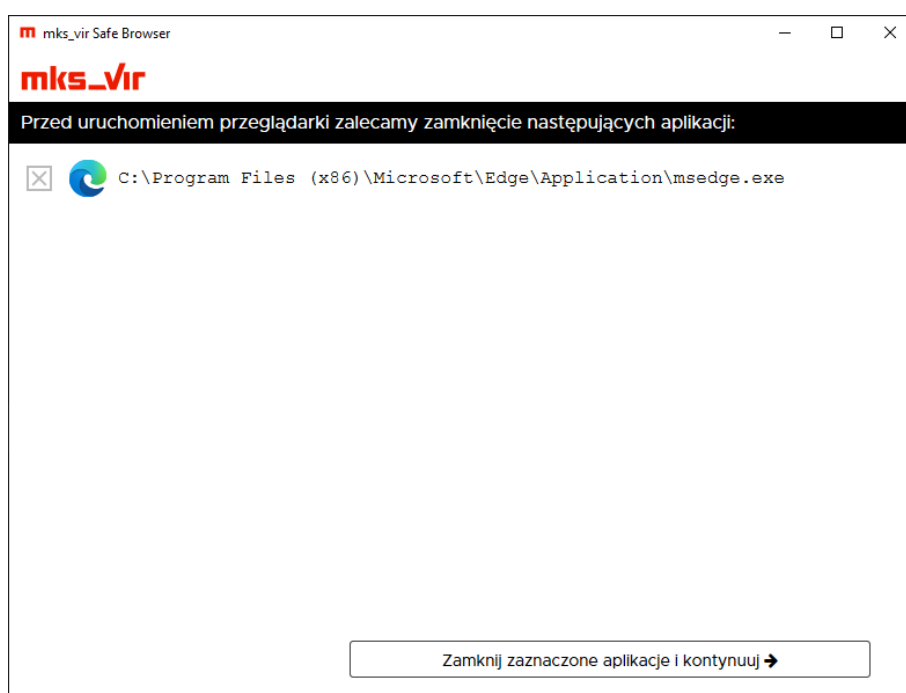 mks_vir Safe Browser
mks_vir
Przed uruchomieniem przeglądarki zalecamy zamknięcie następujących aplikacji:
C:\Program Files (x86)\Microsoft\Edge\Application\msedge.exe
Zamknij zaznaczone aplikacje i kontynuuj →